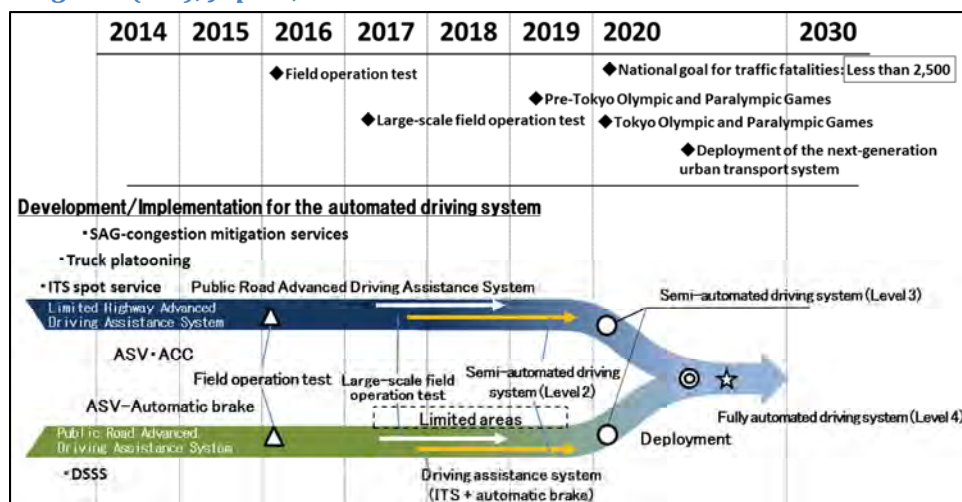 2014 2015 2016 2017 2018 2019 2020 2030
◆Field operation test
◆National goal for traffic fatalities: Less than 2,500
◆Pre-Tokyo Olympic and Paralympic Games
◆Large-scale field operation test
◆Tokyo Olympic and Paralympic Games
◆Deployment of the next-generation
urban transport system
Development/Implementation for the automated driving system
・SAG-congestion mitigation services
・Truck platooning
・ITS spot service
Public Road Advanced Driving Assistance System
Semi-automated driving system (Level 3)
Limited Highway Advanced
Driving Assistance System
ASV・ACC
Field operation test
Large-scale field
operation test
Semi-automated driving
system (Level 2)
ASV-Automatic brake
Limited areas
Fully automated driving system (Level 4)
Public Road Advanced
Driving Assistance System
Deployment
・DSSS
Driving assistance system
(ITS + automatic brake)